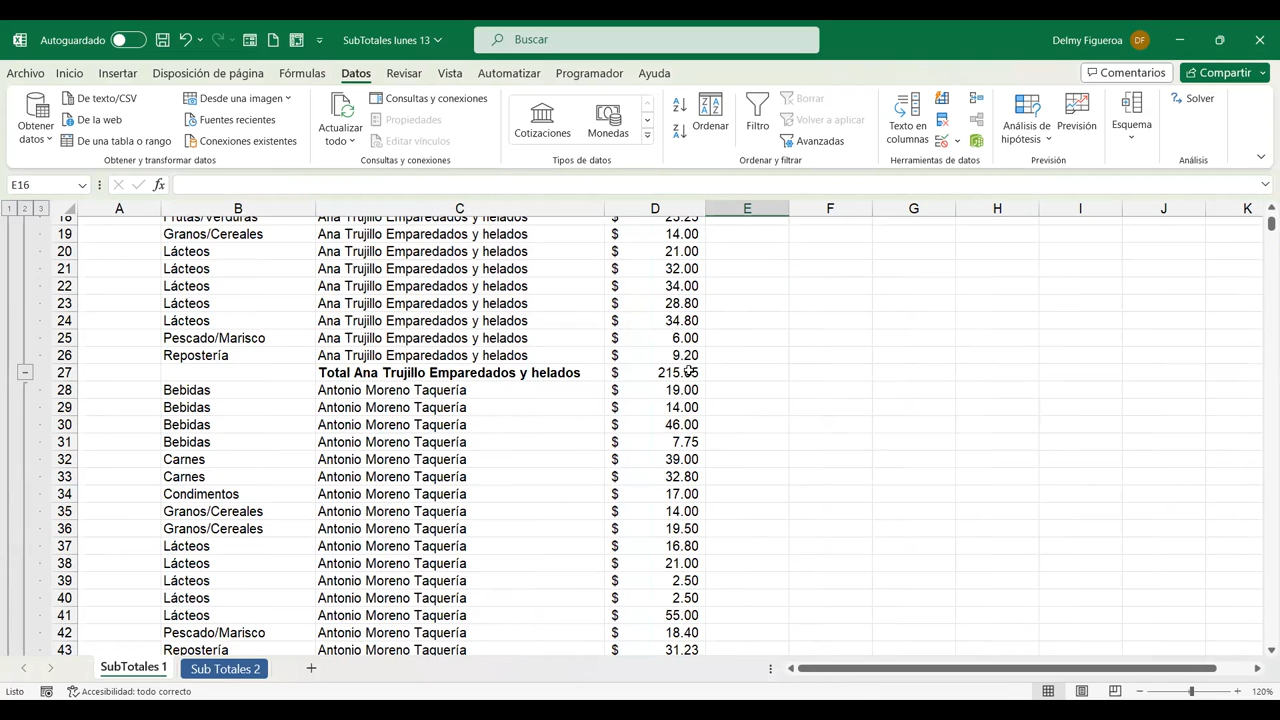 Autoguardado SubTotales lunes 13 Buscar Delmy Figueroa DF
Archivo Inicio Insertar Disposición de página Fórmulas Datos Revisar Vista Automatizar Programador Ayuda Comentarios Compartir
Obtener datos
De texto/CSV
De la web
De una tabla o rango
Desde una imagen
Fuentes recientes
Conexiones existentes
Obtener y transformar datos
Actualizar todo
Consultas y conexiones
Propiedades
Editar vínculos
Consultas y conexiones
Cotizaciones
Monedas
Tipos de datos
Ordenar
Filtro
Borrar
Volver a aplicar
Avanzadas
Ordenar y filtrar
Texto en columnas
Herramientas de datos
Análisis de hipótesis
Previsión
Previsión
Esquema
Solver
Análisis
E16 fx
1 2 3 A B C D E F G H I J K
18 Frutas/Verduras Ana Trujillo Emparedados y helados $ 23.25
19 Granos/Cereales Ana Trujillo Emparedados y helados $ 14.00
20 Lácteos Ana Trujillo Emparedados y helados $ 21.00
21 Lácteos Ana Trujillo Emparedados y helados $ 32.00
22 Lácteos Ana Trujillo Emparedados y helados $ 34.00
23 Lácteos Ana Trujillo Emparedados y helados $ 28.80
24 Lácteos Ana Trujillo Emparedados y helados $ 34.80
25 Pescado/Marisco Ana Trujillo Emparedados y helados $ 6.00
26 Repostería Ana Trujillo Emparedados y helados $ 9.20
27 Total Ana Trujillo Emparedados y helados $
28 Bebidas Antonio Moreno Taquería $ 19.00
29 Bebidas Antonio Moreno Taquería $ 14.00
30 Bebidas Antonio Moreno Taquería $ 46.00
31 Bebidas Antonio Moreno Taquería $ 7.75
32 Carnes Antonio Moreno Taquería $ 39.00
33 Carnes Antonio Moreno Taquería $ 32.80
34 Condimentos Antonio Moreno Taquería $ 17.00
35 Granos/Cereales Antonio Moreno Taquería $ 14.00
36 Granos/Cereales Antonio Moreno Taquería $ 19.50
37 Lácteos Antonio Moreno Taquería $ 16.80
38 Lácteos Antonio Moreno Taquería $ 21.00
39 Lácteos Antonio Moreno Taquería $ 2.50
40 Lácteos Antonio Moreno Taquería $ 2.50
41 Lácteos Antonio Moreno Taquería $ 55.00
42 Pescado/Marisco Antonio Moreno Taquería $ 18.40
43 Repostería Antonio Moreno Taquería $ 31.23
SubTotales 1 Sub Totales 2
Listo Accesibilidad: todo correcto 120%